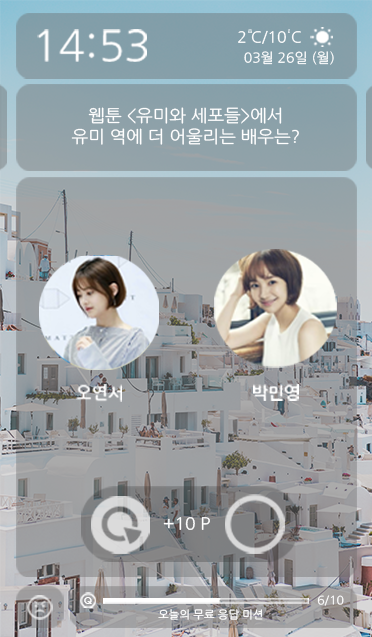 14:53
2℃/10℃
03월 26일 (월)
웹툰 <유미와 세포들>에서
유미 역에 더 어울리는 배우는?
오연서
박민영
+10 P
6/10
오늘의 무료 응답 미션